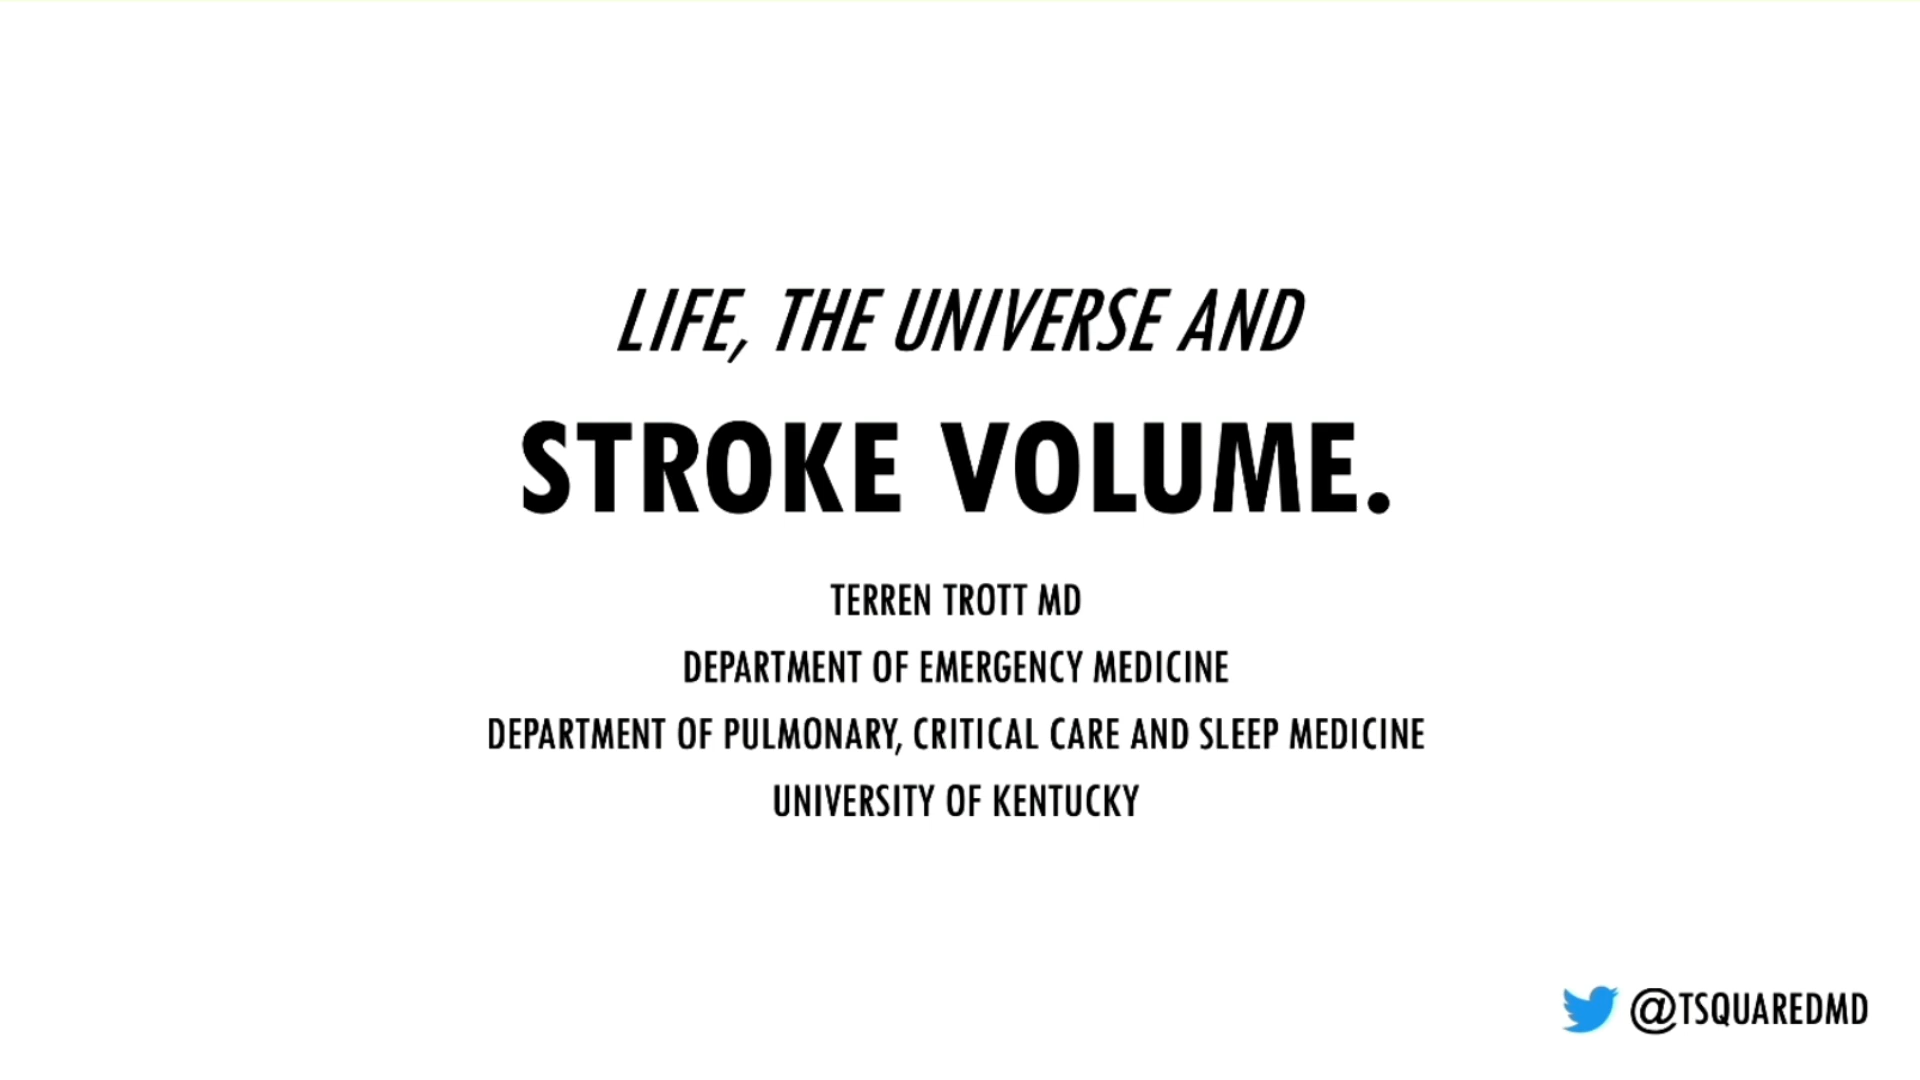 LIFE, THE UNIVERSE AND
STROKE VOLUME.
TERREN TROTT MD
DEPARTMENT OF EMERGENCY MEDICINE
DEPARTMENT OF PULMONARY, CRITICAL CARE AND SLEEP MEDICINE
UNIVERSITY OF KENTUCKY
@TSQUAREDMD